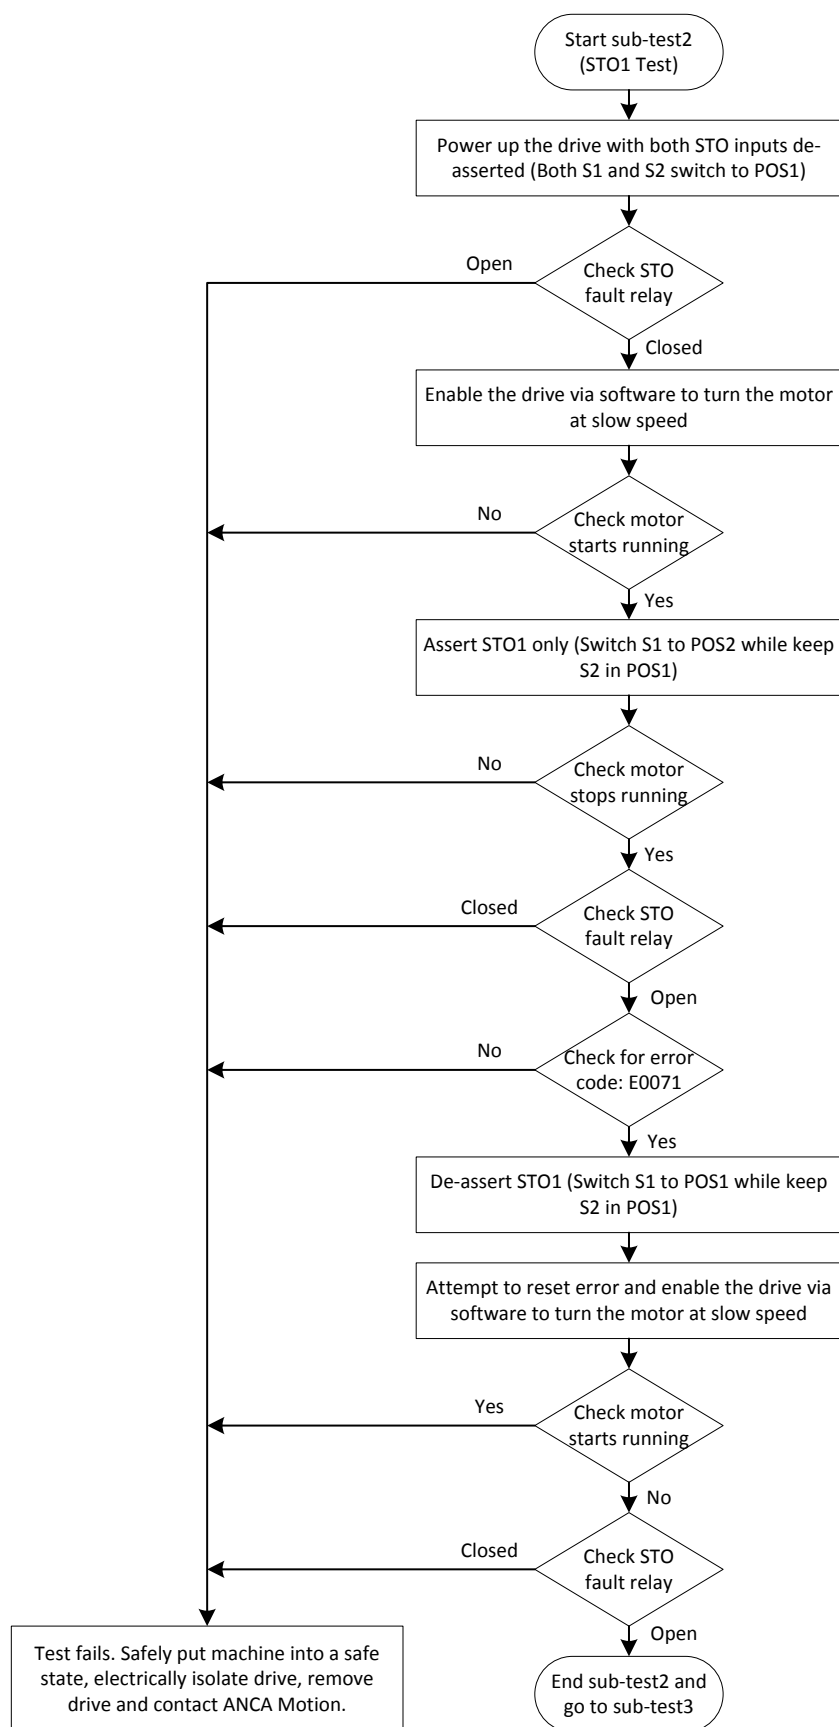 Start sub-test2
(STO1 Test)
Power up the drive with both STO inputs de-
asserted (Both S1 and S2 switch to POS1)
Open
Check STO
fault relay
Closed
Enable the drive via software to turn the motor
at slow speed
No
Check motor
starts running
Yes
Assert STO1 only (Switch S1 to POS2 while keep
S2 in POS1)
No
Check motor
stops running
Yes
Closed
Check STO
fault relay
Open
No
Check for error
code: E0071
Yes
De-assert STO1 (Switch S1 to POS1 while keep
S2 in POS1)
Attempt to reset error and enable the drive via
software to turn the motor at slow speed
Yes
Check motor
starts running
No
Closed
Check STO
fault relay
Open
Test fails. Safely put machine into a safe
state, electrically isolate drive, remove
drive and contact ANCA Motion.
End sub-test2 and
go to sub-test3